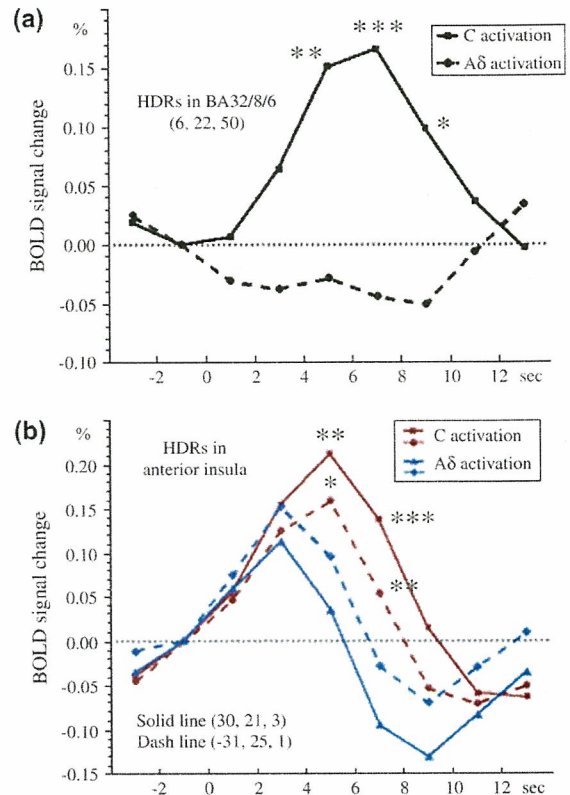 (a)
%
C activation
Aδ activation
** *** *
0.15
0.10
0.05
0.00
-0.05
-0.10
BOLD signal change
HDRs in BA32/8/6
(6, 22, 50)
-2 0 2 4 6 8 10 12 sec
(b)
%
C activation
Aδ activation
HDRs in
anterior insula
**
*
***
**
0.20
0.15
0.10
0.05
0.00
-0.05
-0.10
-0.15
BOLD signal change
Solid line (30, 21, 3)
Dash line (-31, 25, 1)
-2 0 2 4 6 8 10 12 sec